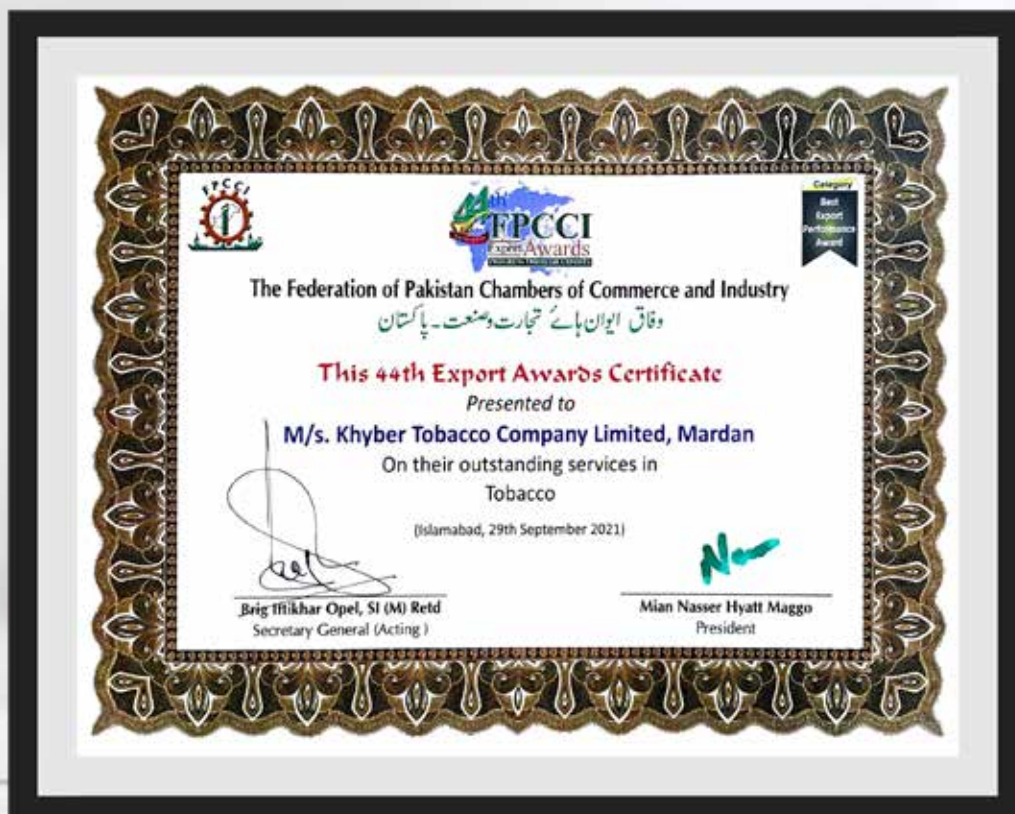 FPCCI
44th
FPCCI
Export Awards
Category
Best
Export
Performance
Award
The Federation of Pakistan Chambers of Commerce and Industry
وفاق ایوان ہائے تجارت وصنعت۔ پاکستان
This 44th Export Awards Certificate
Presented to
M/s. Khyber Tobacco Company Limited, Mardan
On their outstanding services in
Tobacco
(Islamabad, 29th September 2021)
Brig Iftikhar Opel, SI (M) Retd
Secretary General (Acting )
Mian Nasser Hyatt Maggo
President